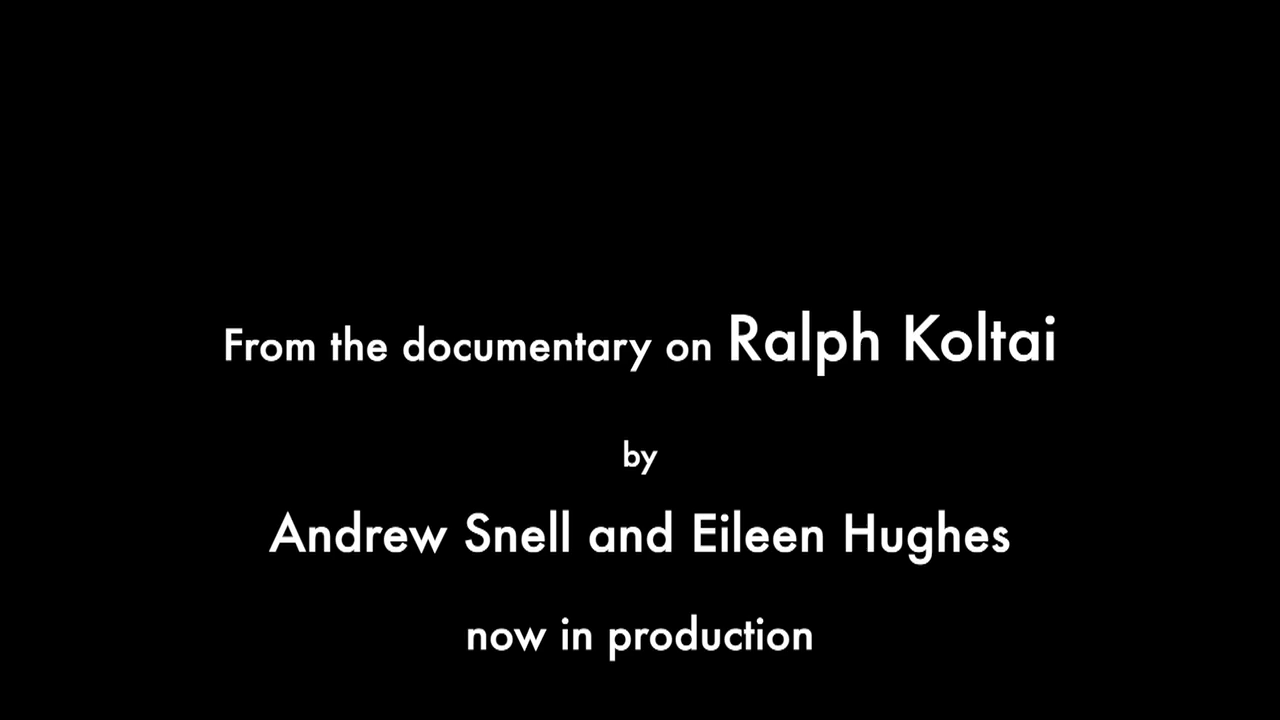 From the documentary on Ralph Koltai
by
Andrew Snell and Eileen Hughes
now in production